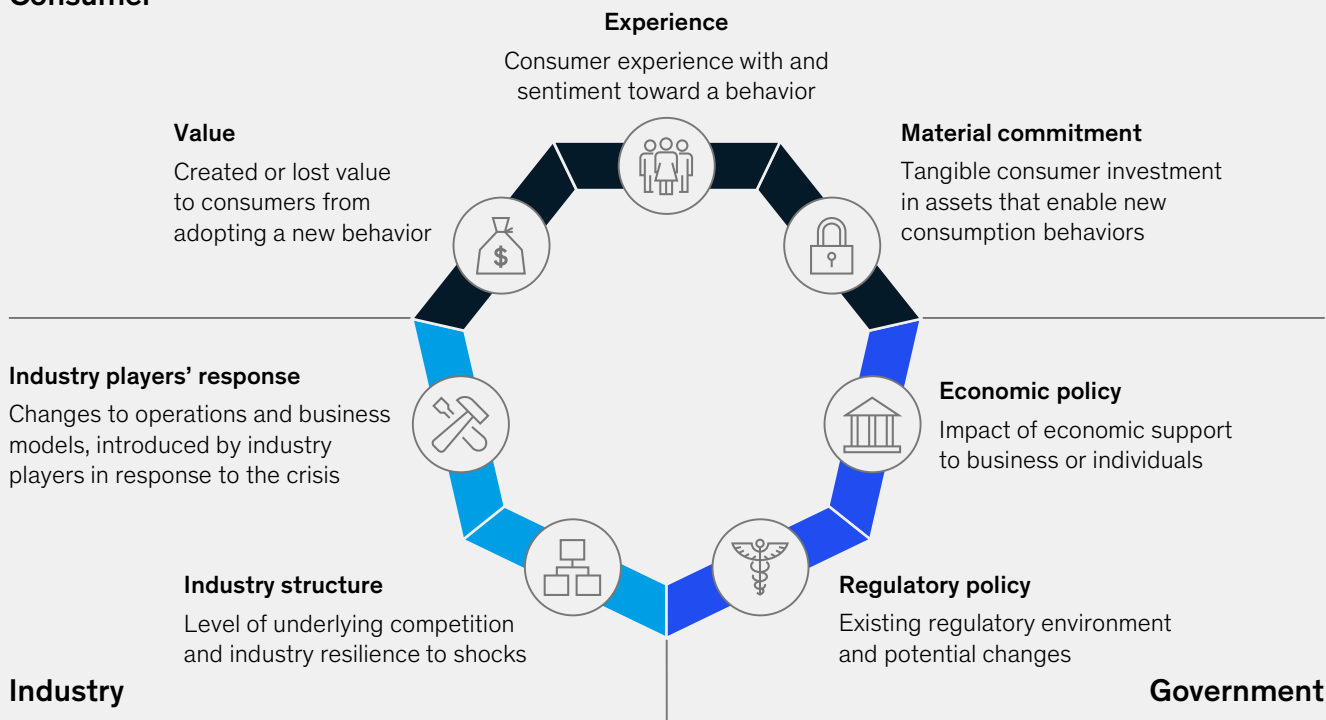 Consumer
Experience
Consumer experience with and
sentiment toward a behavior
Value
Created or lost value
to consumers from
adopting a new behavior
Material commitment
Tangible consumer investment
in assets that enable new
consumption behaviors
Industry players’ response
Changes to operations and business
models, introduced by industry
players in response to the crisis
Economic policy
Impact of economic support
to business or individuals
Industry structure
Level of underlying competition
and industry resilience to shocks
Regulatory policy
Existing regulatory environment
and potential changes
Industry
Government
$